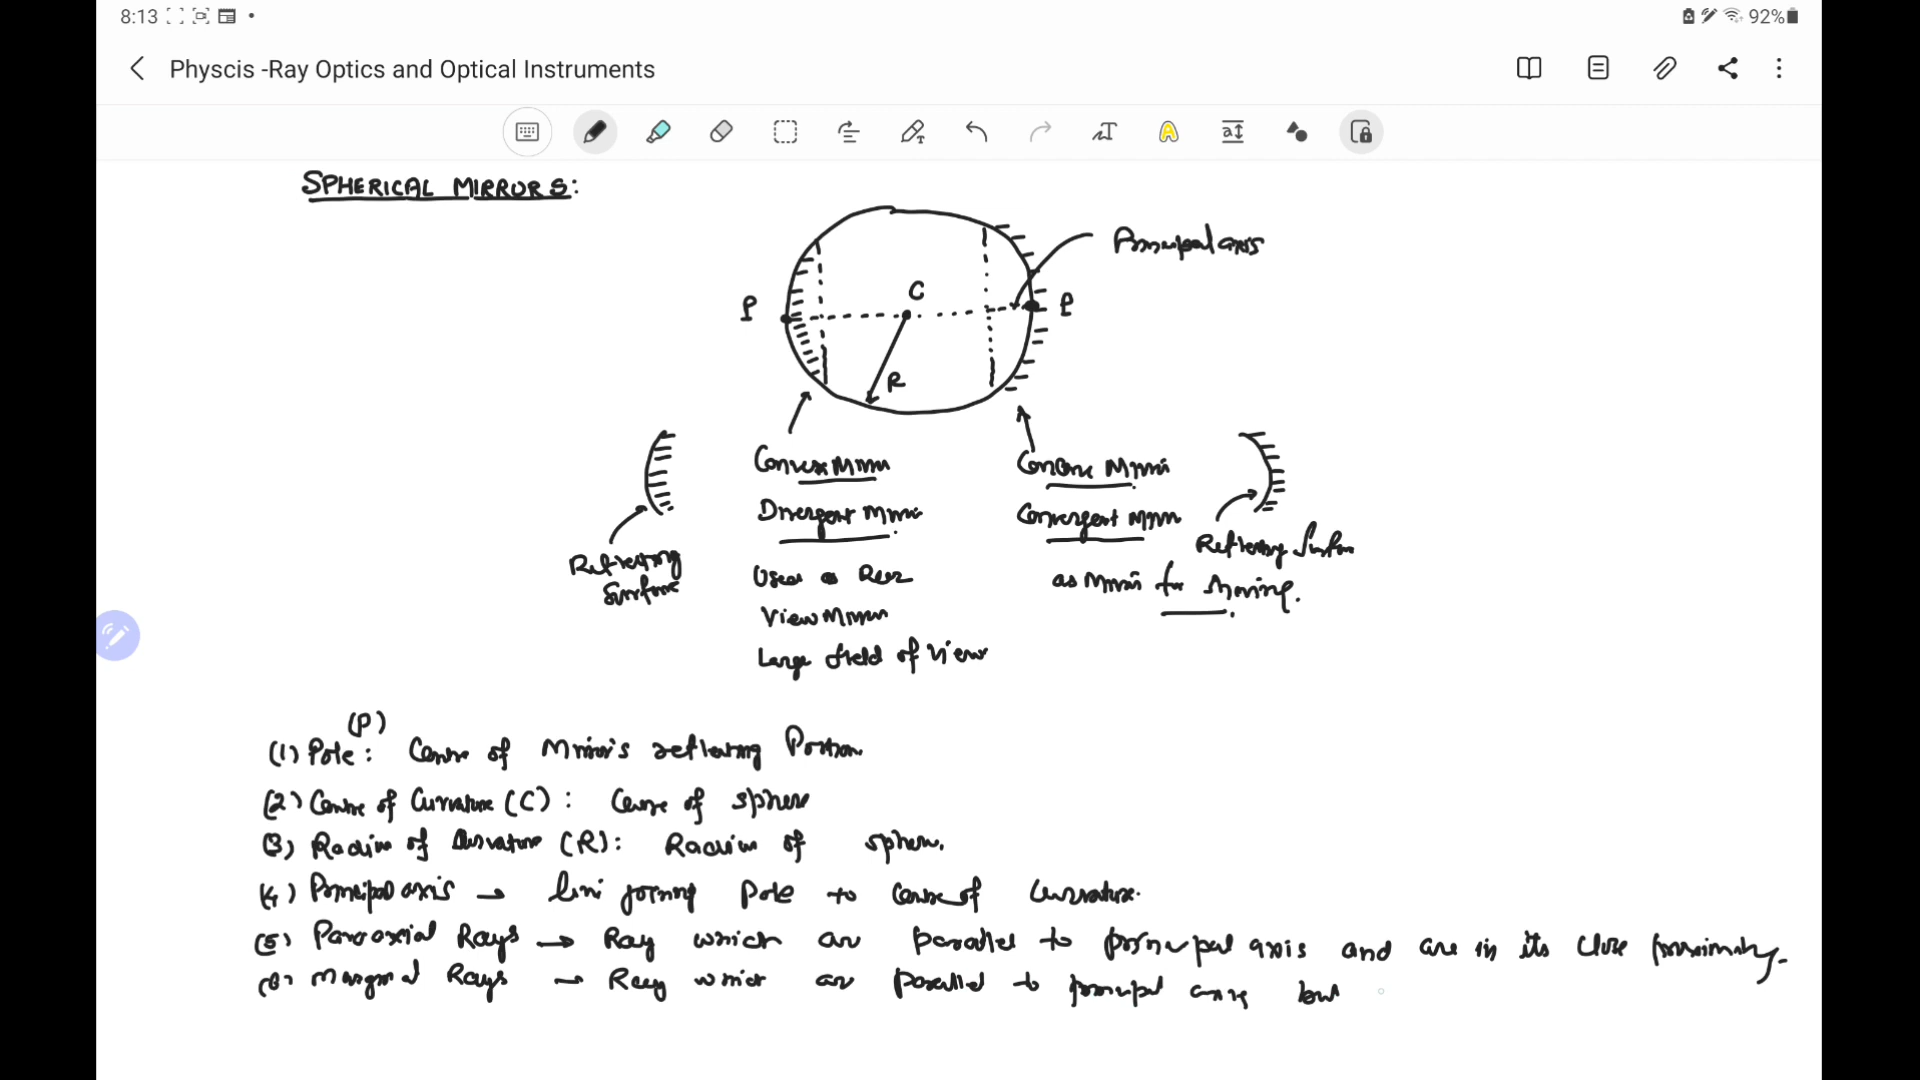 8:13
92%
Physcis -Ray Optics and Optical Instruments
SPHERICAL MIRRORS:
Principal axis
C
P
P
R
Convex Mirror
Concave Mirror
Divergent Mirror
Convergent Mirror
Reflecting Surface
Reflecting
Surface
Used as Rear
as Mirror for Shaving.
View Mirror
Large field of View
(P)
(1) Pole: Centre of Mirror's reflecting Portion
(2) Centre of Curvature (C): Centre of sphere
(3) Radius of Curvature (R): Radius of sphere.
(4) Principal axis → line joining Pole to Centre of Curvature.
(5) Paraxial Rays → Ray which are parallel to principal axis and are in its close proximity.
(6) Marginal Rays → Ray which are parallel to principal axis but